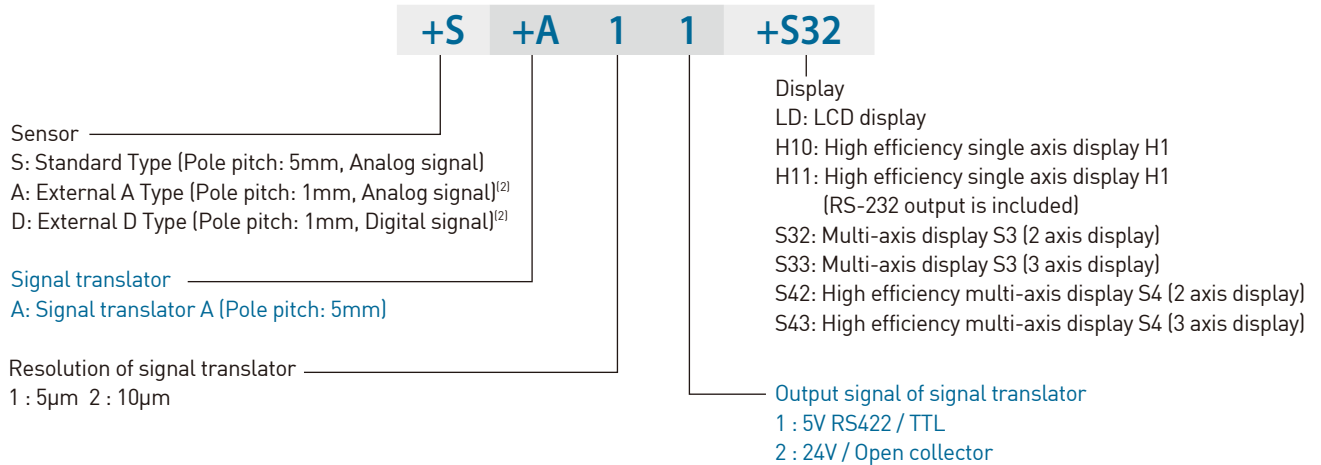 +S +A 1 1 +S32
Sensor
S: Standard Type (Pole pitch: 5mm, Analog signal)
A: External A Type (Pole pitch: 1mm, Analog signal)(2)
D: External D Type (Pole pitch: 1mm, Digital signal)(2)
Signal translator
A: Signal translator A (Pole pitch: 5mm)
Resolution of signal translator
1 : 5μm 2 : 10μm
Display
LD: LCD display
H10: High efficiency single axis display H1
H11: High efficiency single axis display H1
(RS-232 output is included)
S32: Multi-axis display S3 (2 axis display)
S33: Multi-axis display S3 (3 axis display)
S42: High efficiency multi-axis display S4 (2 axis display)
S43: High efficiency multi-axis display S4 (3 axis display)
Output signal of signal translator
1 : 5V RS422 / TTL
2 : 24V / Open collector